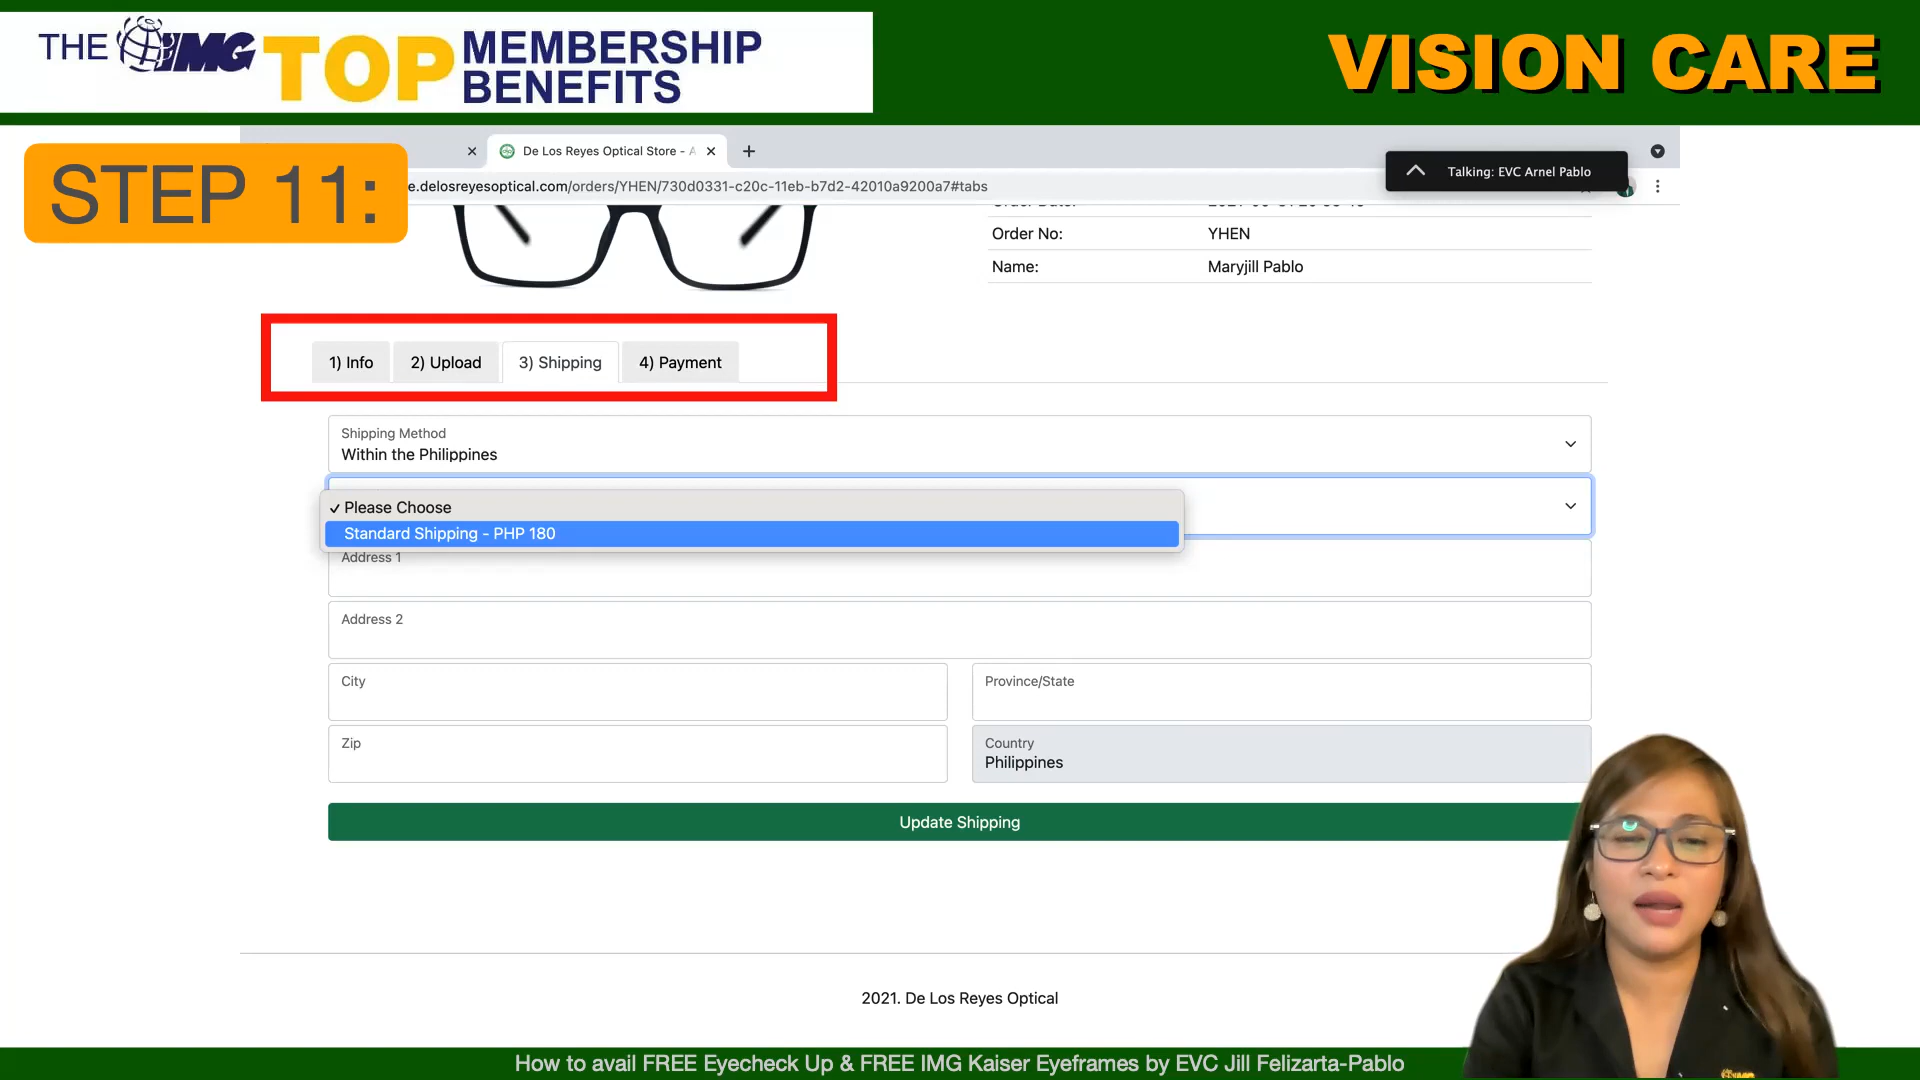 THE IMG TOP MEMBERSHIP BENEFITS
VISION CARE
STEP 11:
De Los Reyes Optical Store - A
e.delosreyesoptical.com/orders/YHEN/730d0331-c20c-11eb-b7d2-42010a9200a7#tabs
Talking: EVC Arnel Pablo
Order No: YHEN
Name: Maryjill Pablo
1) Info 2) Upload 3) Shipping 4) Payment
Shipping Method
Within the Philippines
✓ Please Choose
Standard Shipping - PHP 180
Address 1
Address 2
City Province/State
Zip Country
Philippines
Update Shipping
2021. De Los Reyes Optical
How to avail FREE Eyecheck Up & FREE IMG Kaiser Eyeframes by EVC Jill Felizarta-Pablo